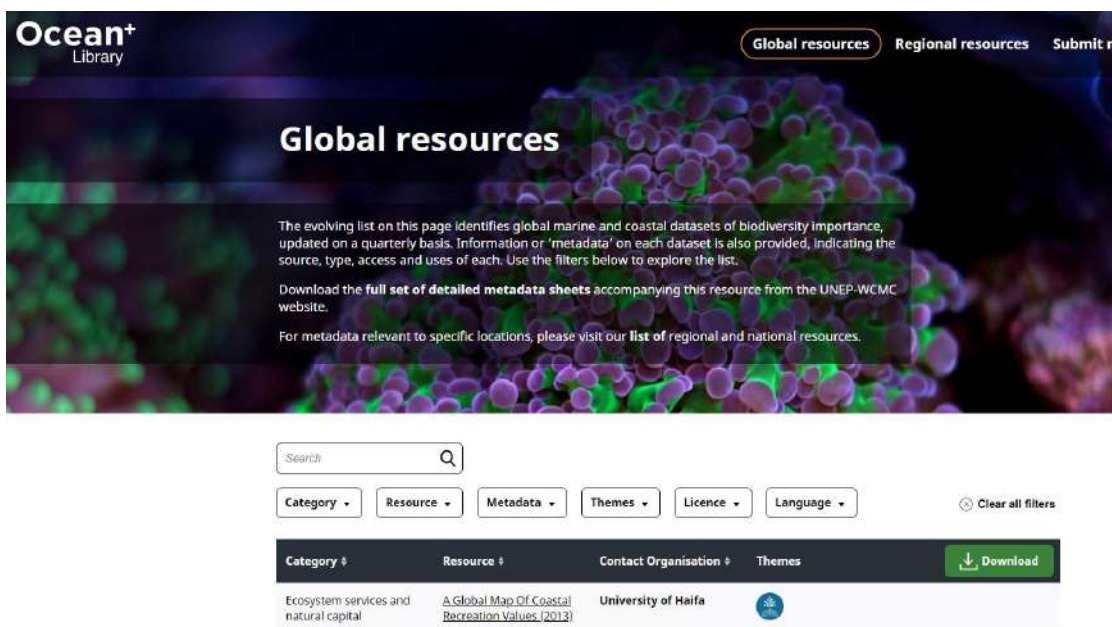 Ocean+
Library
Global resources Regional resources Submit
Global resources
The evolving list on this page identifies global marine and coastal datasets of biodiversity importance,
updated on a quarterly basis. Information or 'metadata' on each dataset is also provided, indicating the
source, type, access and uses of each. Use the filters below to explore the list.
Download the full set of detailed metadata sheets accompanying this resource from the UNEP-WCMC
website.
For metadata relevant to specific locations, please visit our list of regional and national resources.
Search
Category Resource Metadata Themes Licence Language Clear all filters
Category Resource Contact Organisation Themes Download
Ecosystem services and A Global Map Of Coastal University of Haifa
natural capital Recreation Values (2013)